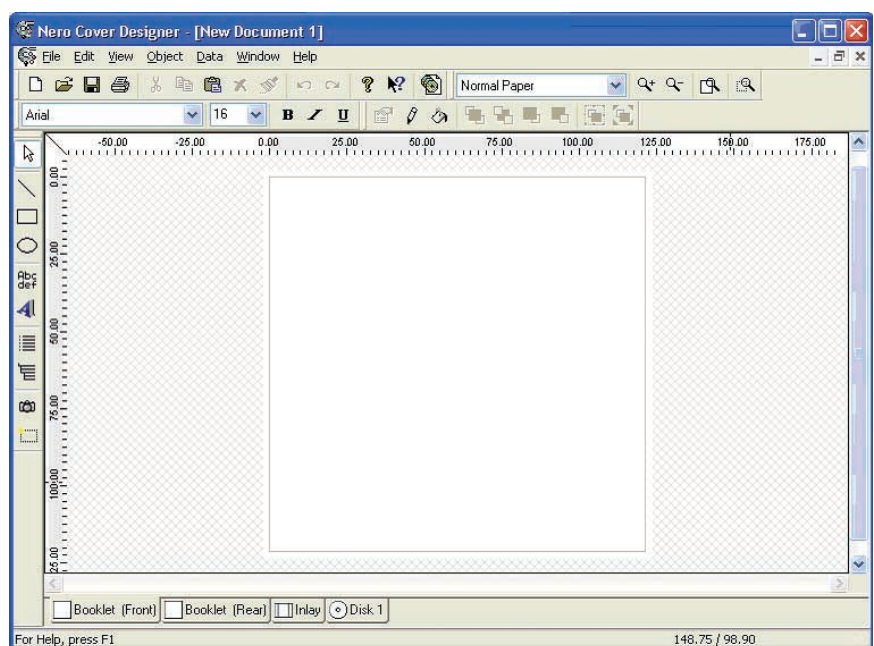 Nero Cover Designer - [New Document 1]
File Edit View Object Data Window Help
Normal Paper
Arial 16 B I U
-50.00 -25.00 0.00 25.00 50.00 75.00 100.00 125.00 150.00 175.00
0.00
25.00
50.00
75.00
100.00
25.00
Abc
def
A
Booklet (Front) Booklet (Rear) Inlay Disk 1
For Help, press F1 148.75 / 98.90